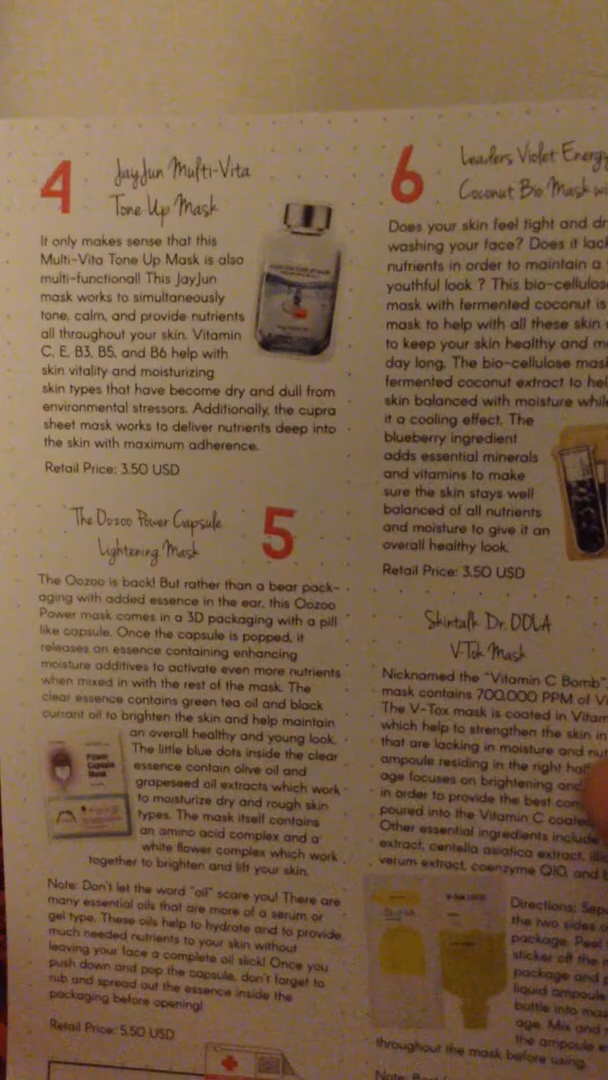 4
JayJun Multi-Vita
Tone Up Mask
It only makes sense that this
Multi-Vita Tone Up Mask is also
multi-functional! This JayJun
mask works to simultaneously
tone, calm, and provide nutrients
all throughout your skin. Vitamin
C, E, B3, B5, and B6 help with
skin vitality and moisturizing
skin types that have become dry and dull from
environmental stressors. Additionally, the cupra
sheet mask works to deliver nutrients deep into
the skin with maximum adherence.
Retail Price: 3.50 USD
The Oozoo Power Capsule
Lightening Mask
5
The Oozoo is back! But rather than a bear pack-
aging with added essence in the ear, this Oozoo
Power mask comes in a 3D packaging with a pill
like capsule. Once the capsule is popped, it
releases an essence containing enhancing
moisture additives to activate even more nutrients
when mixed in with the rest of the mask. The
clear essence contains green tea oil and black
currant oil to brighten the skin and help maintain
an overall healthy and young look.
The little blue dots inside the clear
essence contain olive oil and
grapeseed oil extracts which work
to moisturize dry and rough skin
types. The mask itself contains
an amino acid complex and a
white flower complex which work
together to brighten and lift your skin.
Power
Capsule
Mask
Note: Don't let the word "oil" scare you! There are
many essential oils that are more of a serum or
gel type. These oils help to hydrate and to provide
much needed nutrients to your skin without
leaving your face a complete oil slick! Once you
push down and pop the capsule, don't forget to
rub and spread out the essence inside the
packaging before opening!
Retail Price: 5.50 USD
6
Leaders Violet Energy
Coconut Bio Mask
Does your skin feel tight and
washing your face? Does it lack
nutrients in order to maintain a
youthful look ? This
mask with fermented coconut is
mask to help with all these skin
to keep your skin healthy and
day long. The bio-cellulose
fermented coconut extract to
skin balanced with moisture
it a cooling effect. The
blueberry ingredient
adds essential minerals
and vitamins to make
sure the skin stays well
balanced of all nutrients
and moisture to give it an
overall healthy look.
Retail Price: 3.50 USD
Skintalk Dr. DDLA
V-Tok Mask
Nicknamed the "Vitamin C Bomb"
mask contains 700.000 PPM of
The V-Tox mask is coated in
which help to strengthen the skin
that are lacking in moisture and
ampoule residing in the right
age focuses on brightening and
in order to provide the best
poured into the Vitamin C
Other essential ingredients include
extract, centella asiatica extract,
verum extract, coenzyme Q10, and
Directions:
the two sides
package. Peel
sticker off the
package and
liquid ampoule
bottle into
age. Mix and
the ampoule
throughout the mask before using.